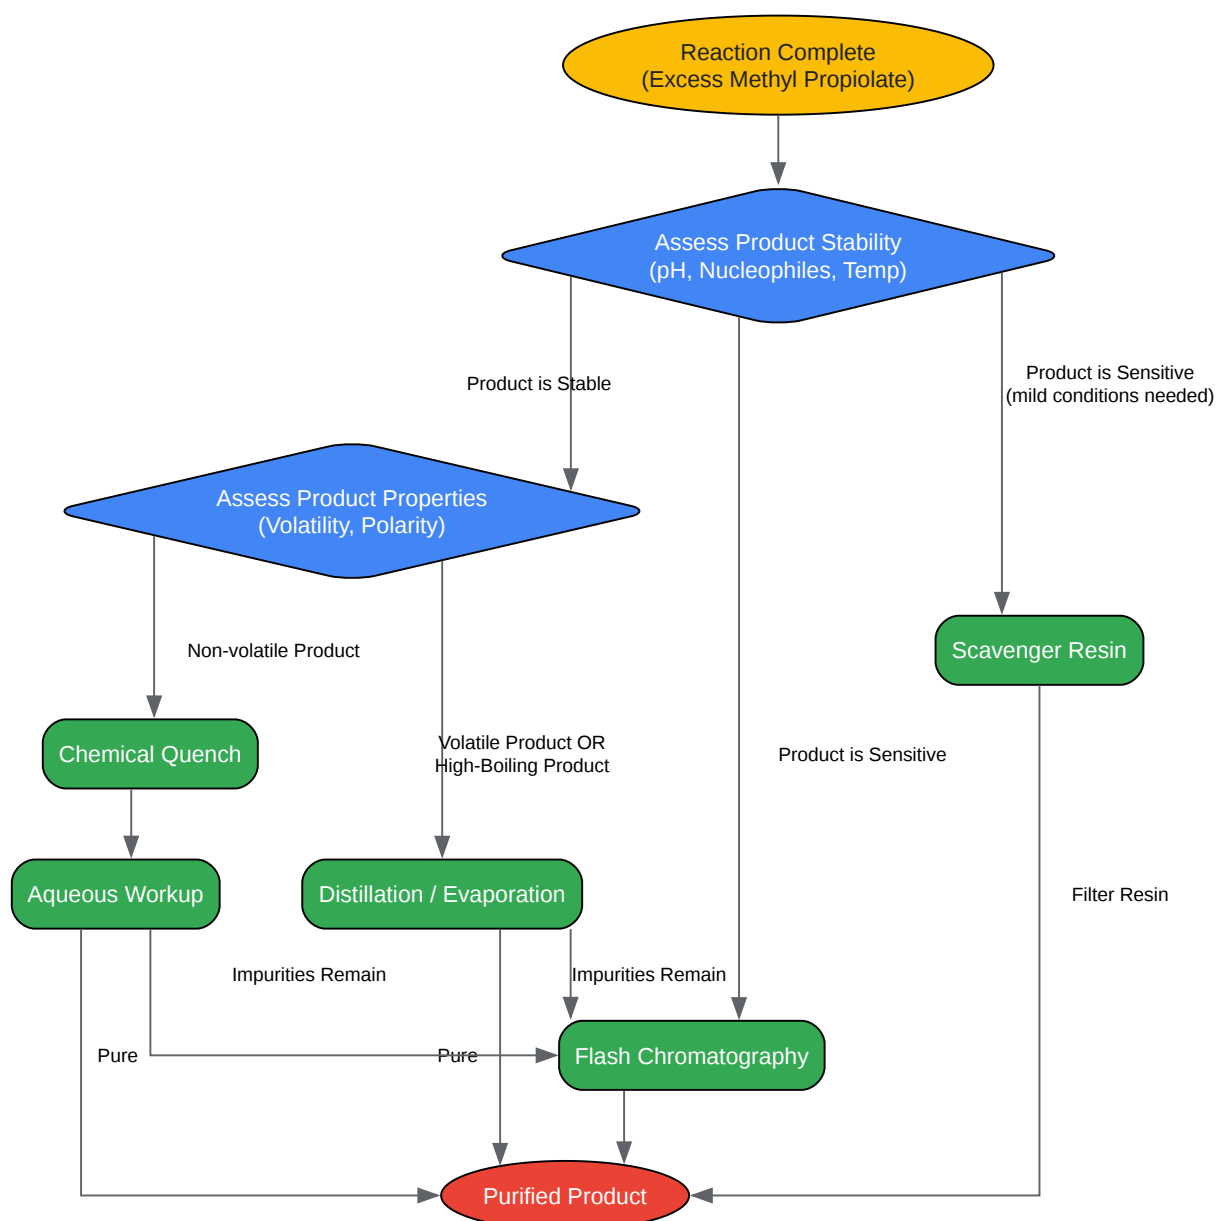 Reaction Complete
(Excess Methyl Propiolate)
Assess Product Stability
(pH, Nucleophiles, Temp)
Product is Stable
Product is Sensitive
(mild conditions needed)
Assess Product Properties
(Volatility, Polarity)
Non-volatile Product
Scavenger Resin
Chemical Quench
Volatile Product OR
High-Boiling Product
Product is Sensitive
Aqueous Workup
Distillation / Evaporation
Filter Resin
Impurities Remain
Impurities Remain
Pure
Pure
Flash Chromatography
Purified Product